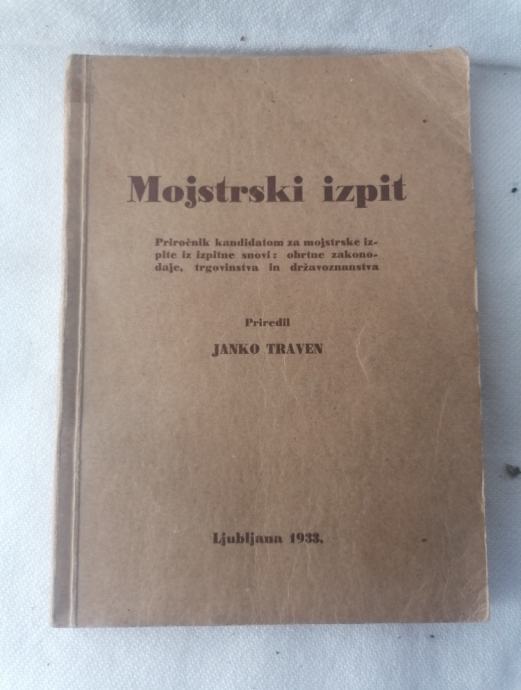 Mojstrski izpit
Priročnik kandidatom za mojstrske iz-
pite iz izpitne snovi: obrtne zakono-
daje, trgovinstva in državoznanstva
Priredil
JANKO TRAVEN
Ljubljana 1933.